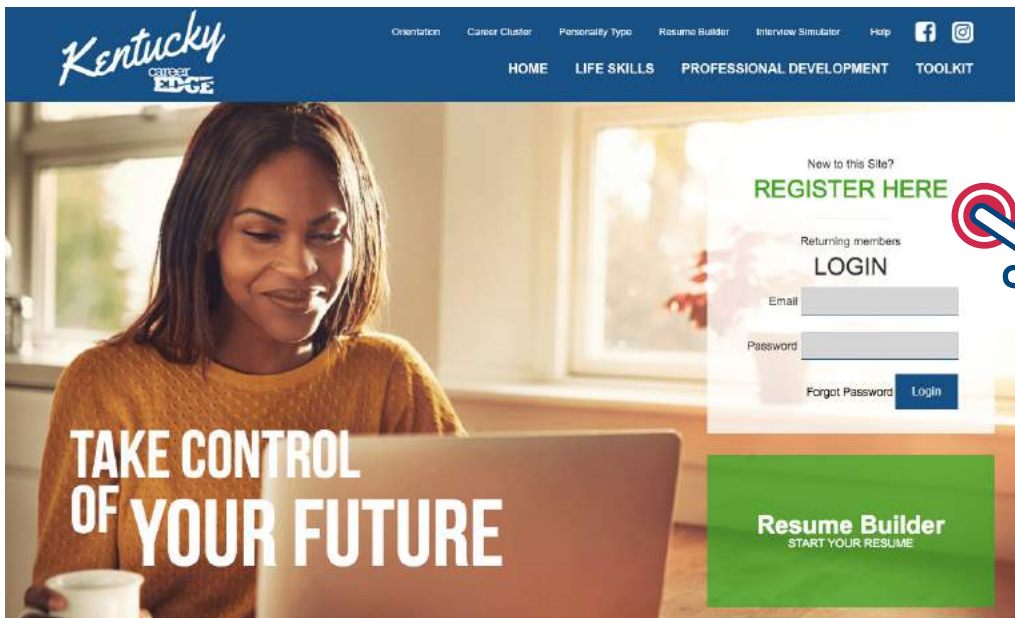 Kentucky
career
EDGE
Orientation Career Cluster Personality Type Resume Builder Interview Simulator Help
HOME LIFE SKILLS PROFESSIONAL DEVELOPMENT TOOLKIT
New to this Site?
REGISTER HERE
Returning members
LOGIN
Email
Password
Forgot Password Login
TAKE CONTROL
OF YOUR FUTURE
Resume Builder
START YOUR RESUME